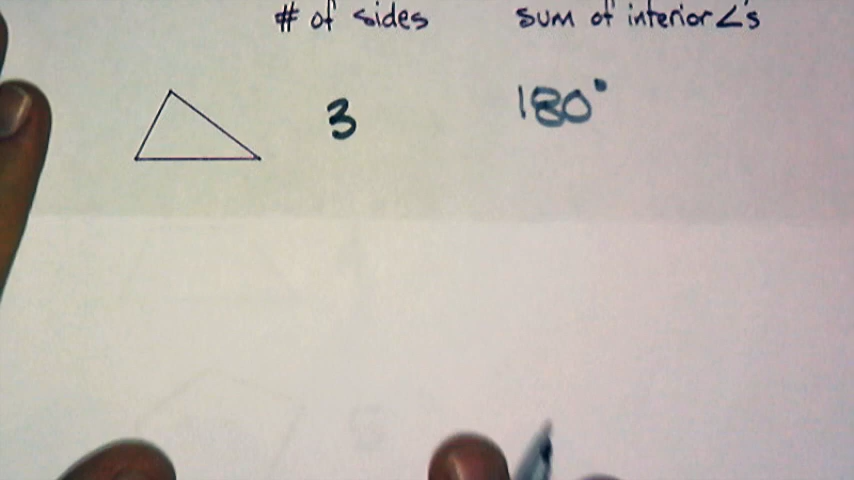 # of sides sum of interior ∠'s
3 180°